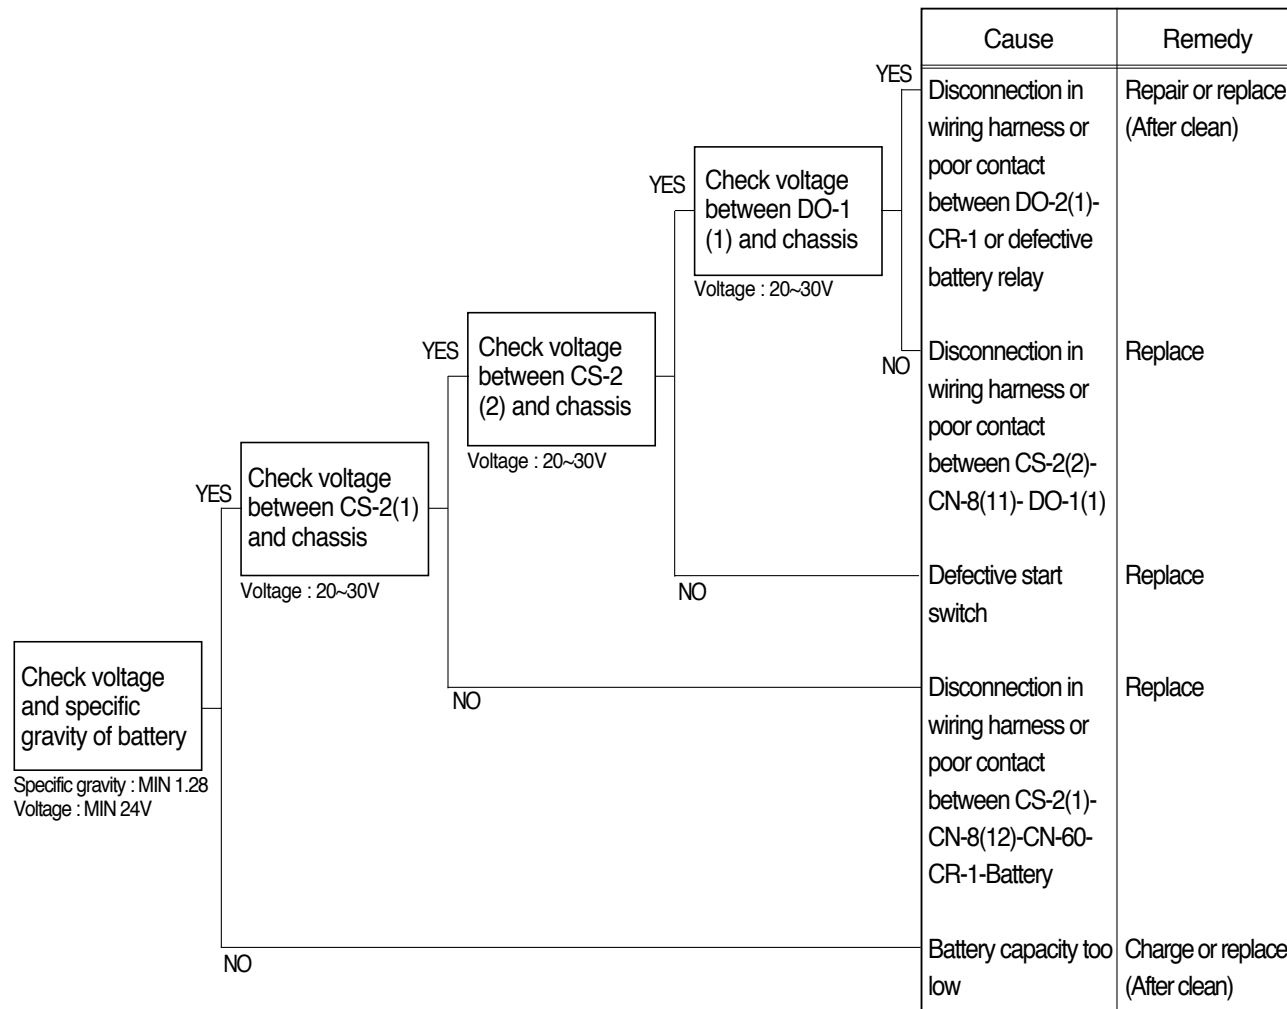 Cause
Remedy
YES
Disconnection in
wiring harness or
poor contact
between DO-2(1)-
CR-1 or defective
battery relay
Repair or replace
(After clean)
YES
Check voltage
between DO-1
(1) and chassis
Voltage : 20~30V
NO
Disconnection in
wiring harness or
poor contact
between CS-2(2)-
CN-8(11)- DO-1(1)
Replace
YES
Check voltage
between CS-2
(2) and chassis
Voltage : 20~30V
NO
Defective start
switch
Replace
YES
Check voltage
between CS-2(1)
and chassis
Voltage : 20~30V
NO
Disconnection in
wiring harness or
poor contact
between CS-2(1)-
CN-8(12)-CN-60-
CR-1-Battery
Replace
Check voltage
and specific
gravity of battery
Specific gravity : MIN 1.28
Voltage : MIN 24V
NO
Battery capacity too
low
Charge or replace
(After clean)